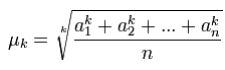 μ_k = \sqrt[k]{\frac{a_1^k + a_2^k + ... + a_n^k}{n}}